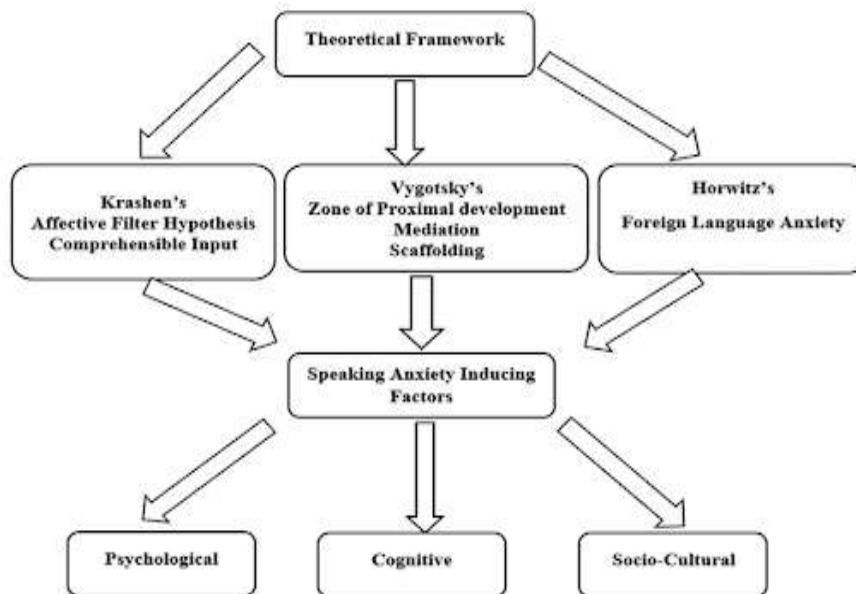 Theoretical Framework
Krashen's
Affective Filter Hypothesis
Comprehensible Input
Vygotsky's
Zone of Proximal development
Mediation
Scaffolding
Horwitz's
Foreign Language Anxiety
Speaking Anxiety Inducing
Factors
Psychological
Cognitive
Socio-Cultural